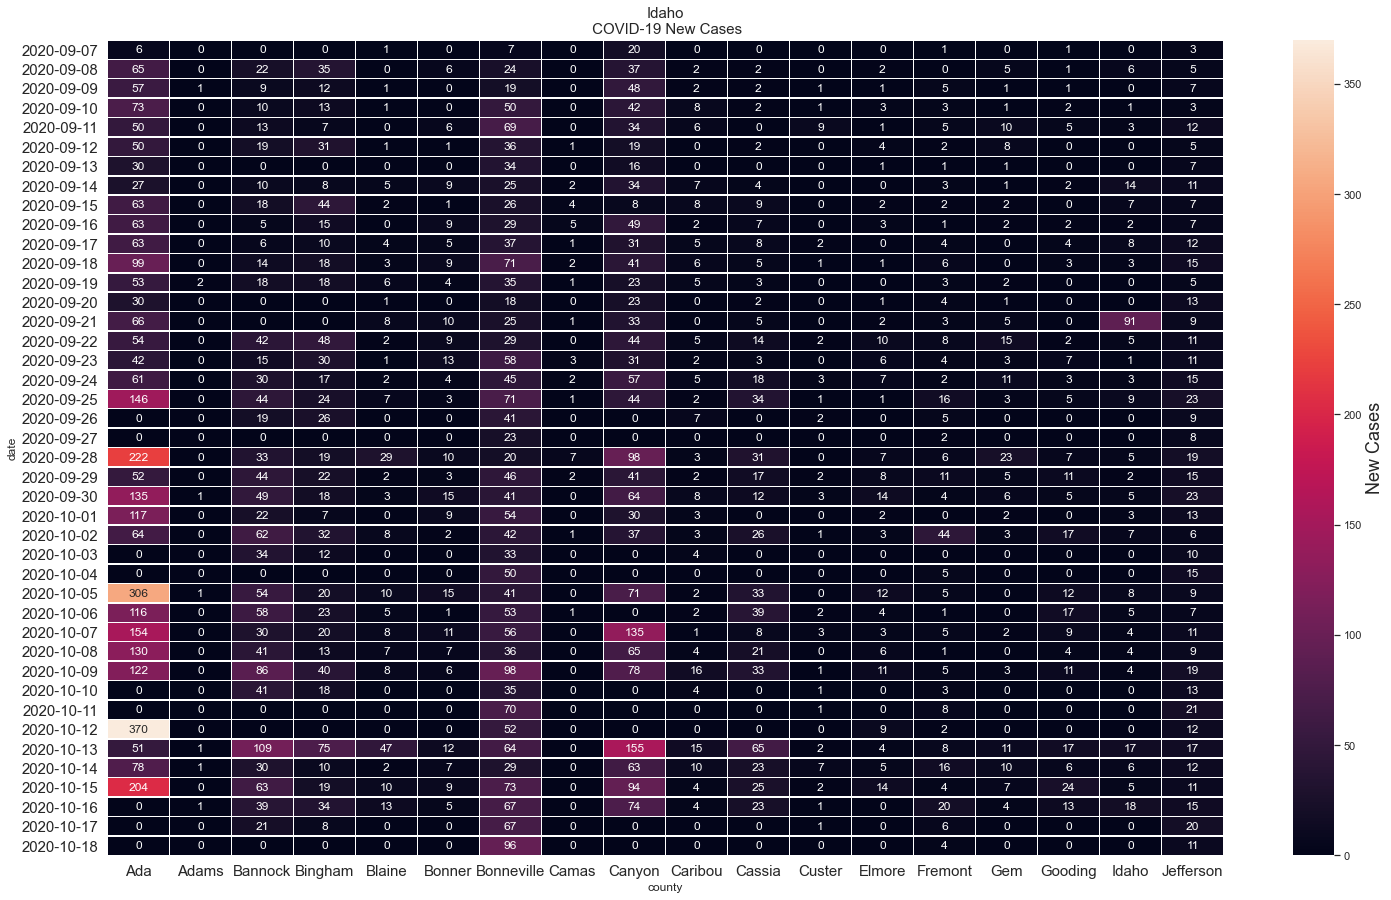 Idaho
COVID-19 New Cases
2020-09-07 6 0 0 0 1 0 7 0 20 0 0 0 0 1 0 1 0 3
2020-09-08 65 0 22 35 0 6 24 0 37 2 2 0 2 0 5 1 6 5
2020-09-09 57 1 9 12 1 0 19 0 48 2 2 1 1 5 1 1 0 7
2020-09-10 73 0 10 13 1 0 50 0 42 8 2 1 3 3 1 2 1 3
2020-09-11 50 0 13 7 0 6 69 0 34 6 0 9 1 5 10 5 3 12
2020-09-12 50 0 19 31 1 1 36 1 19 0 2 0 4 2 8 0 0 5
2020-09-13 30 0 0 0 0 0 34 0 16 0 0 0 1 1 1 0 0 7
2020-09-14 27 0 10 8 5 9 25 2 34 7 4 0 0 3 1 2 14 11
2020-09-15 63 0 18 44 2 1 26 4 8 8 9 0 2 2 2 0 7 7
2020-09-16 63 0 5 15 0 9 29 5 49 2 7 0 3 1 2 2 2 7
2020-09-17 63 0 6 10 4 5 37 1 31 5 8 2 0 4 0 4 8 12
2020-09-18 99 0 14 18 3 9 71 2 41 6 5 1 1 6 0 3 3 15
2020-09-19 53 2 18 18 6 4 35 1 23 5 3 0 0 3 2 0 0 5
2020-09-20 30 0 0 0 1 0 18 0 23 0 2 0 1 4 1 0 0 13
2020-09-21 66 0 0 0 8 10 25 1 33 0 5 0 2 3 5 0 91 9
2020-09-22 54 0 42 48 2 9 29 0 44 5 14 2 10 8 15 2 5 11
2020-09-23 42 0 15 30 1 13 58 3 31 2 3 0 6 4 3 7 1 11
2020-09-24 61 0 30 17 2 4 45 2 57 5 18 3 7 2 11 3 3 15
2020-09-25 146 0 44 24 7 3 71 1 44 2 34 1 1 16 3 5 9 23
2020-09-26 0 0 19 26 0 0 41 0 0 7 0 2 0 5 0 0 0 9
2020-09-27 0 0 0 0 0 0 23 0 0 0 0 0 0 2 0 0 0 8
2020-09-28 222 0 33 19 29 10 20 7 98 3 31 0 7 6 23 7 5 19
2020-09-29 52 0 44 22 2 3 46 2 41 2 17 2 8 11 5 11 2 15
2020-09-30 135 1 49 18 3 15 41 0 64 8 12 3 14 4 6 5 5 23
2020-10-01 117 0 22 7 0 9 54 0 30 3 0 0 2 0 2 0 3 13
2020-10-02 64 0 62 32 8 2 42 1 37 3 26 1 3 44 3 17 7 6
2020-10-03 0 0 34 12 0 0 33 0 0 4 0 0 0 0 0 0 0 10
2020-10-04 0 0 0 0 0 0 50 0 0 0 0 0 0 5 0 0 0 15
2020-10-05 306 1 54 20 10 15 41 0 71 2 33 0 12 5 0 12 8 9
2020-10-06 116 0 58 23 5 1 53 1 0 2 39 2 4 1 0 17 5 7
2020-10-07 154 0 30 20 8 11 56 0 135 1 8 3 3 5 2 9 4 11
2020-10-08 130 0 41 13 7 7 36 0 65 4 21 0 6 1 0 4 4 9
2020-10-09 122 0 86 40 8 6 98 0 78 16 33 1 11 5 3 11 4 19
2020-10-10 0 0 41 18 0 0 35 0 0 4 0 1 0 3 0 0 0 13
2020-10-11 0 0 0 0 0 0 70 0 0 0 0 1 0 8 0 0 0 21
2020-10-12 370 0 0 0 0 0 52 0 0 0 0 0 9 2 0 0 0 12
2020-10-13 51 1 109 75 47 12 64 0 155 15 65 2 4 8 11 17 17 17
2020-10-14 78 1 30 10 2 7 29 0 63 10 23 7 5 16 10 6 6 12
2020-10-15 204 0 63 19 10 9 73 0 94 4 25 2 14 4 7 24 5 11
2020-10-16 0 1 39 34 13 5 67 0 74 4 23 1 0 20 4 13 18 15
2020-10-17 0 0 21 8 0 0 67 0 0 0 0 1 0 6 0 0 0 20
2020-10-18 0 0 0 0 0 0 96 0 0 0 0 0 0 4 0 0 0 11
Ada Adams Bannock Bingham Blaine Bonner Bonneville Camas Canyon Caribou Cassia Custer Elmore Fremont Gem Gooding Idaho Jefferson
county
date
350
300
250
200
150
100
50
0
New Cases